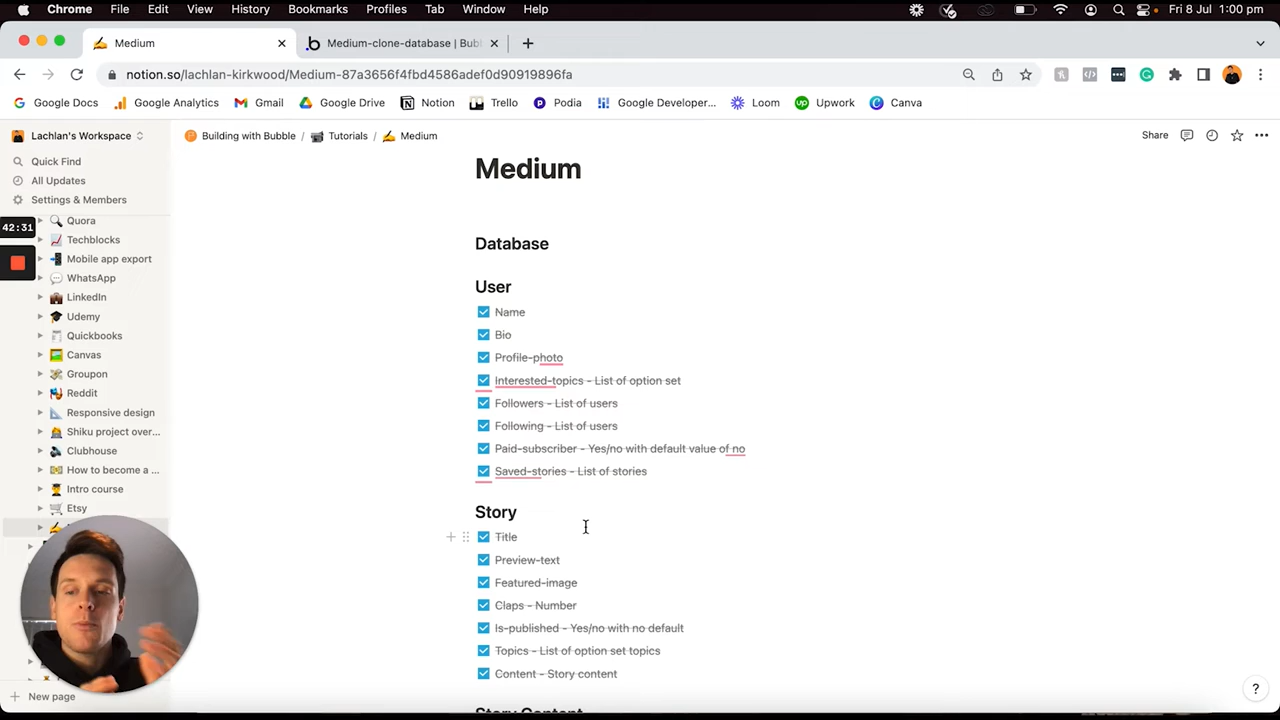 Chrome File Edit View History Bookmarks Profiles Tab Window Help Fri 8 Jul 1:00 pm
Medium Medium-clone-database | Bub
notion.so/lachlan-kirkwood/Medium-87a3656f4fbd4586adef0d90919896fa
Google Docs Google Analytics Gmail Google Drive Notion Trello Podia Google Developer... Loom Upwork Canva
Lachlan's Workspace Building with Bubble / Tutorials / Medium Share
Quick Find
All Updates
Settings & Members
Quora
42:31
Techblocks
Mobile app export
WhatsApp
LinkedIn
Udemy
Quickbooks
Canvas
Groupon
Reddit
Responsive design
Shiku project over...
Clubhouse
How to become a ...
Intro course
Etsy
New page
Medium
Database
User
Name
Bio
Profile-photo
Interested-topics - List of option set
Followers - List of users
Following - List of users
Paid-subscriber - Yes/no with default value of no
Saved-stories - List of stories
Story
Title
Preview-text
Featured-image
Claps - Number
Is-published - Yes/no with no default
Topics - List of option set topics
Content - Story content
Story Content
?